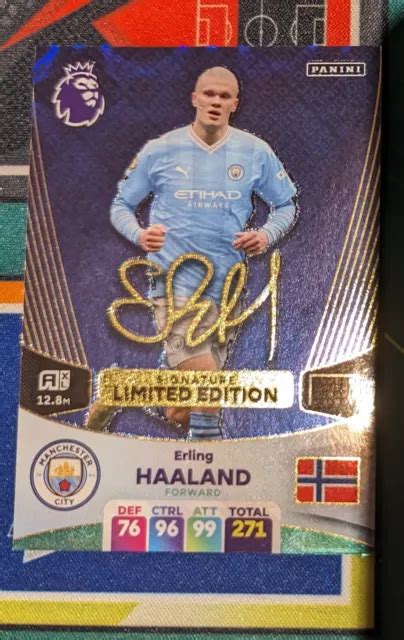 PANINI
ETIHAD
AIRWAYS
SIGNATURE
LIMITED EDITION
A XL
12.8M
MANCHESTER
CITY
Erling
HAALAND
FORWARD
DEF CTRL ATT TOTAL
76 96 99 271